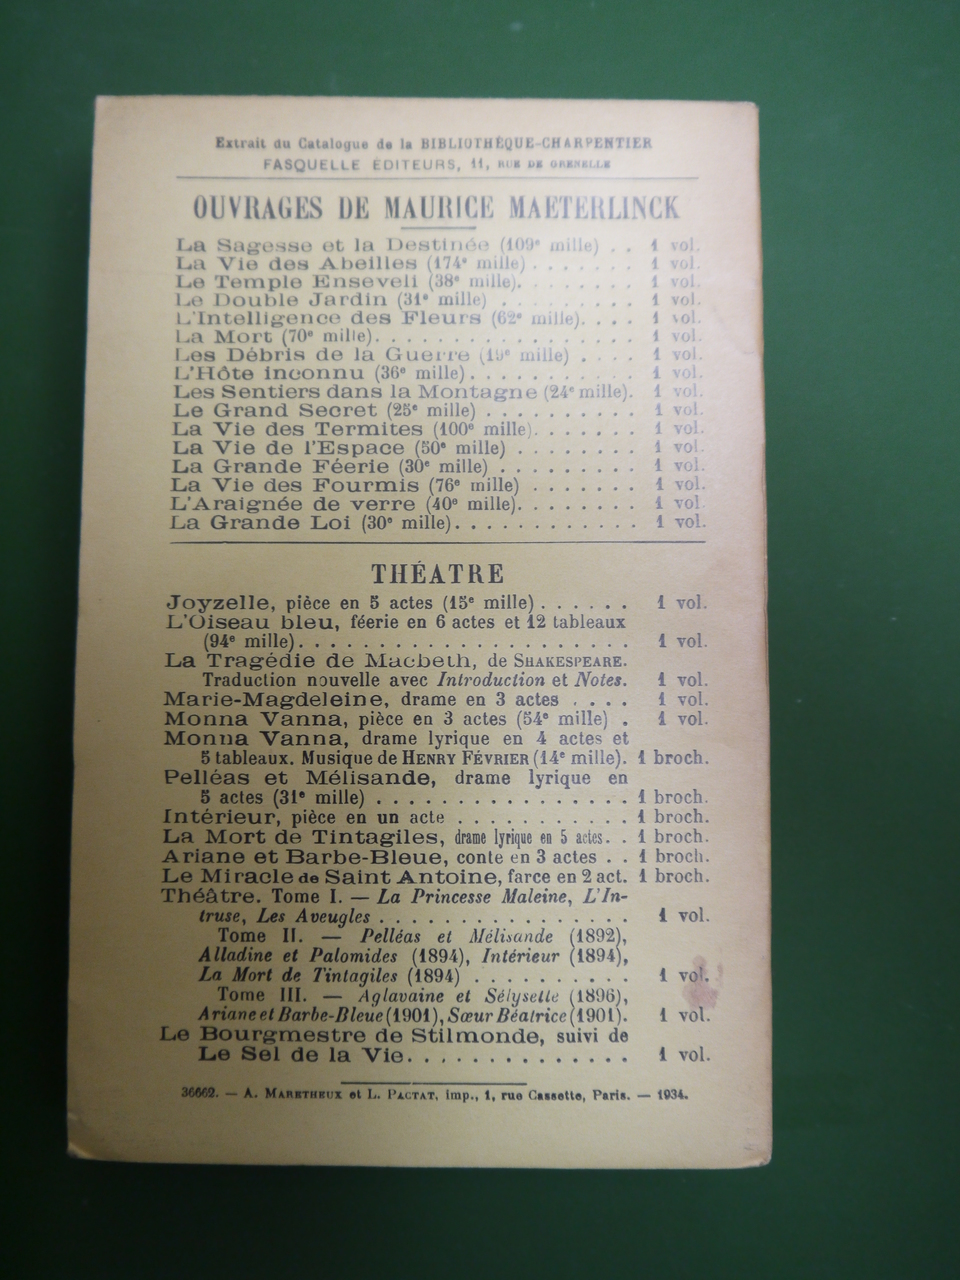 Extrait du Catalogue de la BIBLIOTHÈQUE-CHARPENTIER
FASQUELLE ÉDITEURS, 11, RUE DE GRENELLE
OUVRAGES DE MAURICE MAETERLINCK
La Sagesse et la Destinée (109e mille) . . 1 vol.
La Vie des Abeilles (174e mille) . . . . . . . 1 vol.
Le Temple Enseveli (38e mille). . . . . . . . 1 vol.
Le Double Jardin (31e mille) . . . . . . . . . 1 vol.
L'Intelligence des Fleurs (62e mille). . . . 1 vol.
La Mort (70e mille). . . . . . . . . . . . . . . . . 1 vol.
Les Débris de la Guerre (19e mille) . . . . 1 vol.
L'Hôte inconnu (36e mille). . . . . . . . . . . 1 vol.
Les Sentiers dans la Montagne (24e mille). 1 vol.
Le Grand Secret (25e mille) . . . . . . . . . . 1 vol.
La Vie des Termites (100e mille). . . . . . . 1 vol.
La Vie de l'Espace (50e mille) . . . . . . . . 1 vol.
La Grande Féerie (30e mille) . . . . . . . . . 1 vol.
La Vie des Fourmis (76e mille) . . . . . . . 1 vol.
L'Araignée de verre (40e mille). . . . . . . . 1 vol.
La Grande Loi (30e mille). . . . . . . . . . . . 1 vol.
THÉATRE
Joyzelle, pièce en 5 actes (15e mille) . . . . . . 1 vol.
L'Oiseau bleu, féerie en 6 actes et 12 tableaux
(94e mille). . . . . . . . . . . . . . . . . . . . . 1 vol.
La Tragédie de Macbeth, de SHAKESPEARE.
Traduction nouvelle avec Introduction et Notes. 1 vol.
Marie-Magdeleine, drame en 3 actes . . . . 1 vol.
Monna Vanna, pièce en 3 actes (54e mille) . 1 vol.
Monna Vanna, drame lyrique en 4 actes et
5 tableaux. Musique de HENRY FÉVRIER (14e mille). 1 broch.
Pelléas et Mélisande, drame lyrique en
5 actes (31e mille) . . . . . . . . . . . . . . . . 1 broch.
Intérieur, pièce en un acte . . . . . . . . . . . 1 broch.
La Mort de Tintagiles, drame lyrique en 5 actes. . 1 broch.
Ariane et Barbe-Bleue, conte en 3 actes . . 1 broch.
Le Miracle de Saint Antoine, farce en 2 act. 1 broch.
Théâtre. Tome I. — La Princesse Maleine, L'In-
truse, Les Aveugles . . . . . . . . . . . . . . . . 1 vol.
Tome II. — Pelléas et Mélisande (1892),
Alladine et Palomides (1894), Intérieur (1894),
La Mort de Tintagiles (1894) . . . . . . . . . . 1 vol.
Tome III. — Aglavaine et Sélysette (1896),
Ariane et Barbe-Bleue (1901), Sœur Béatrice (1901). 1 vol.
Le Bourgmestre de Stilmonde, suivi de
Le Sel de la Vie. . . . . . . . . . . . . . 1 vol.
36662. — A. MARETHEUX et L. PACTAT, imp., 1, rue Cassette, Paris. — 1934.